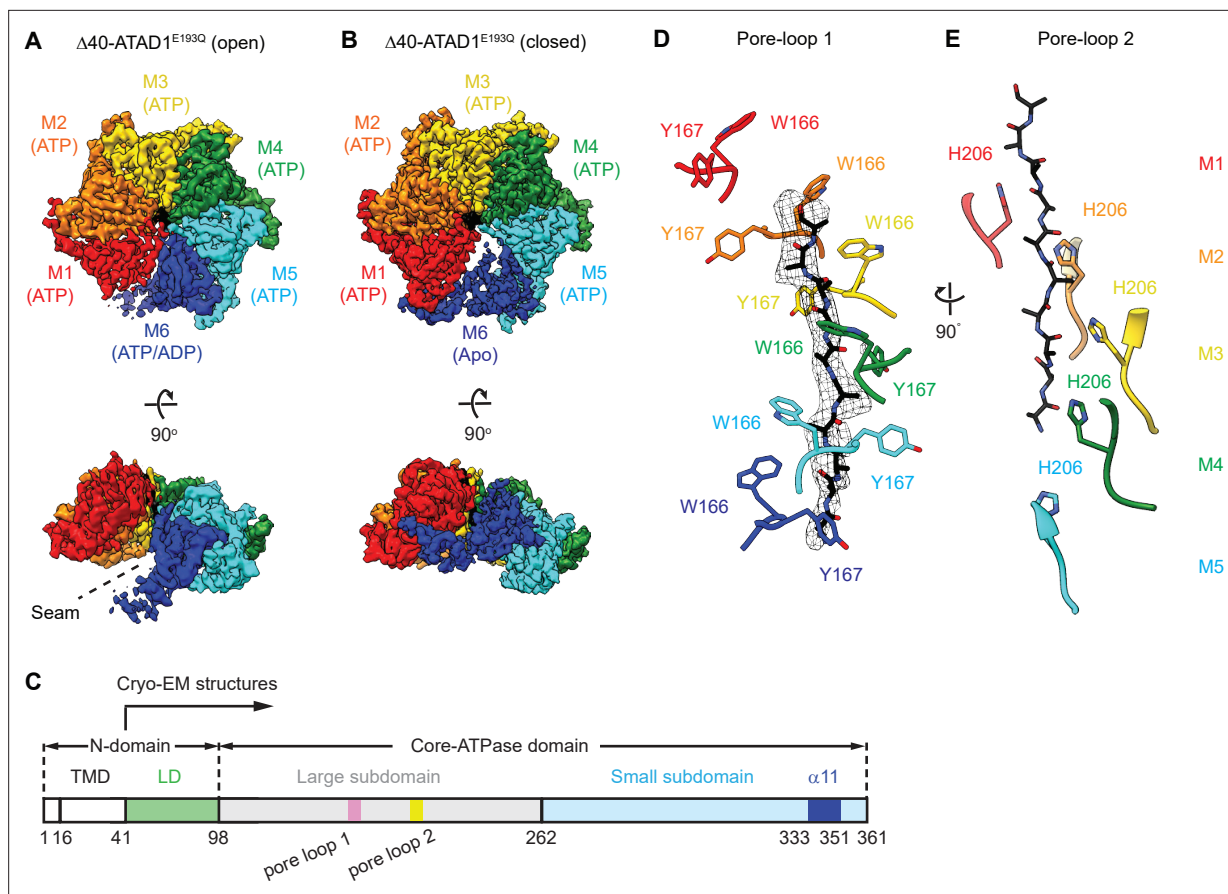 A
Δ40-ATAD1E193Q (open)
M3
(ATP)
M2
(ATP)
M4
(ATP)
M1
(ATP)
M5
(ATP)
M6
(ATP/ADP)
90o
Seam
B
Δ40-ATAD1E193Q (closed)
M3
(ATP)
M2
(ATP)
M4
(ATP)
M1
(ATP)
M5
(ATP)
M6
(Apo)
90o
D
Pore-loop 1
Y167
W166
W166
Y167
W166
Y167
W166
Y167
W166
Y167
W166
Y167
90°
E
Pore-loop 2
H206
H206
H206
H206
H206
M1
M2
M3
M4
M5
C
Cryo-EM structures
N-domain
Core-ATPase domain
TMD
LD
Large subdomain
Small subdomain
α11
1
16
41
98
pore loop 1
pore loop 2
262
333
351
361